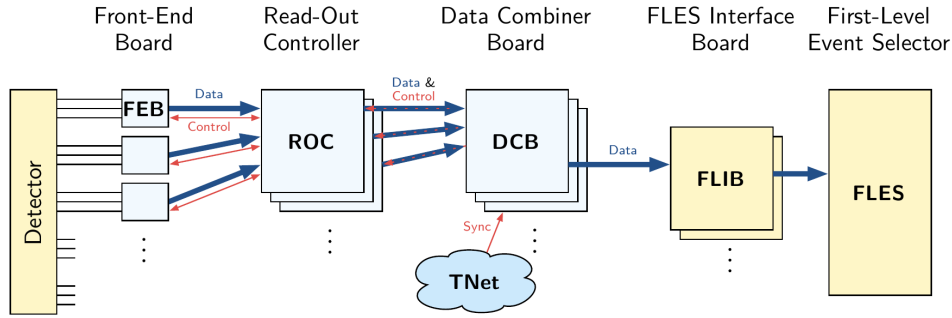 Front-End
Board
Read-Out
Controller
Data Combiner
Board
FLES Interface
Board
First-Level
Event Selector
Detector
FEB
Data
Control
ROC
Data &
Control
DCB
Sync
TNet
Data
FLIB
FLES